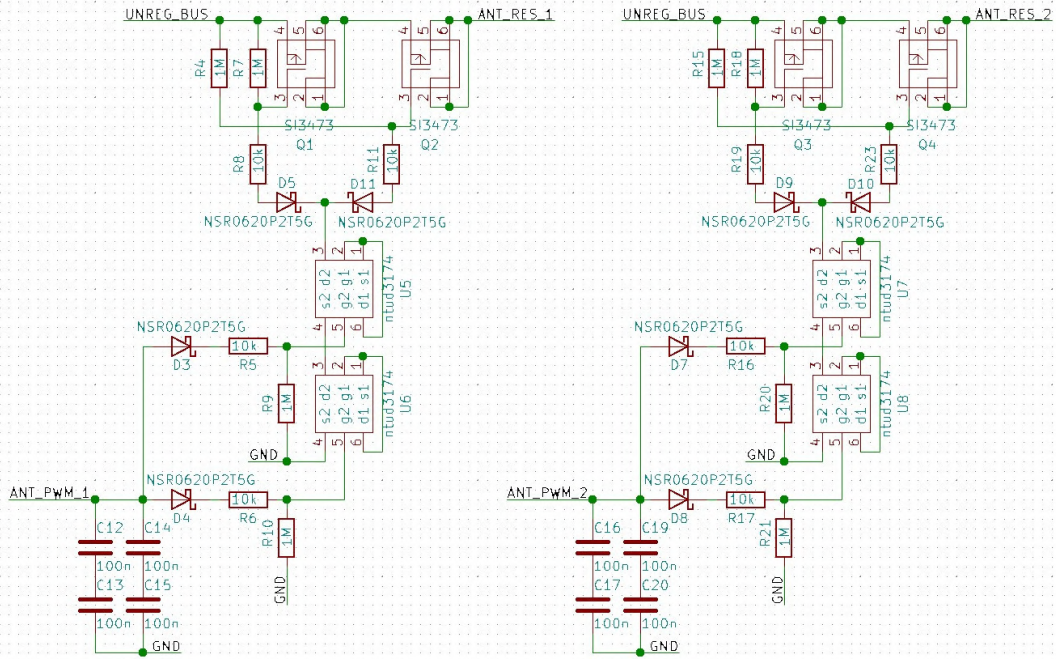 UNREG_BUS
ANT_RES_1
UNREG_BUS
ANT_RES_2
4 5 6
4 5 6
4 5 6
4 5 6
R4 1M
R7 1M
R15 1M
R18 1M
3 2 1
3 2 1
3 2 1
3 2 1
SI3473
SI3473
SI3473
SI3473
Q1
Q2
Q3
Q4
R8 10k
R11 10k
R19 10k
R23 10k
D5
D11
D9
D10
NSR0620P2T5G
NSR0620P2T5G
NSR0620P2T5G
NSR0620P2T5G
3 2 1
3 2 1
s2 d2
g2 g1
d1 s1
U5
ntud3174
s2 d2
g2 g1
d1 s1
U7
ntud3174
4 5 6
4 5 6
NSR0620P2T5G
NSR0620P2T5G
D3
10k
R5
D7
10k
R16
3 2 1
3 2 1
R9 1M
s2 d2
g2 g1
d1 s1
U6
ntud3174
R20 1M
s2 d2
g2 g1
d1 s1
U8
ntud3174
4 5 6
4 5 6
GND
GND
NSR0620P2T5G
NSR0620P2T5G
ANT_PWM_1
D4
10k
R6
ANT_PWM_2
D8
10k
R17
C12
C14
R10 1M
C16
C19
R21 1M
100n
100n
100n
100n
C13
C15
GND
C17
C20
GND
100n
100n
100n
100n
GND
GND